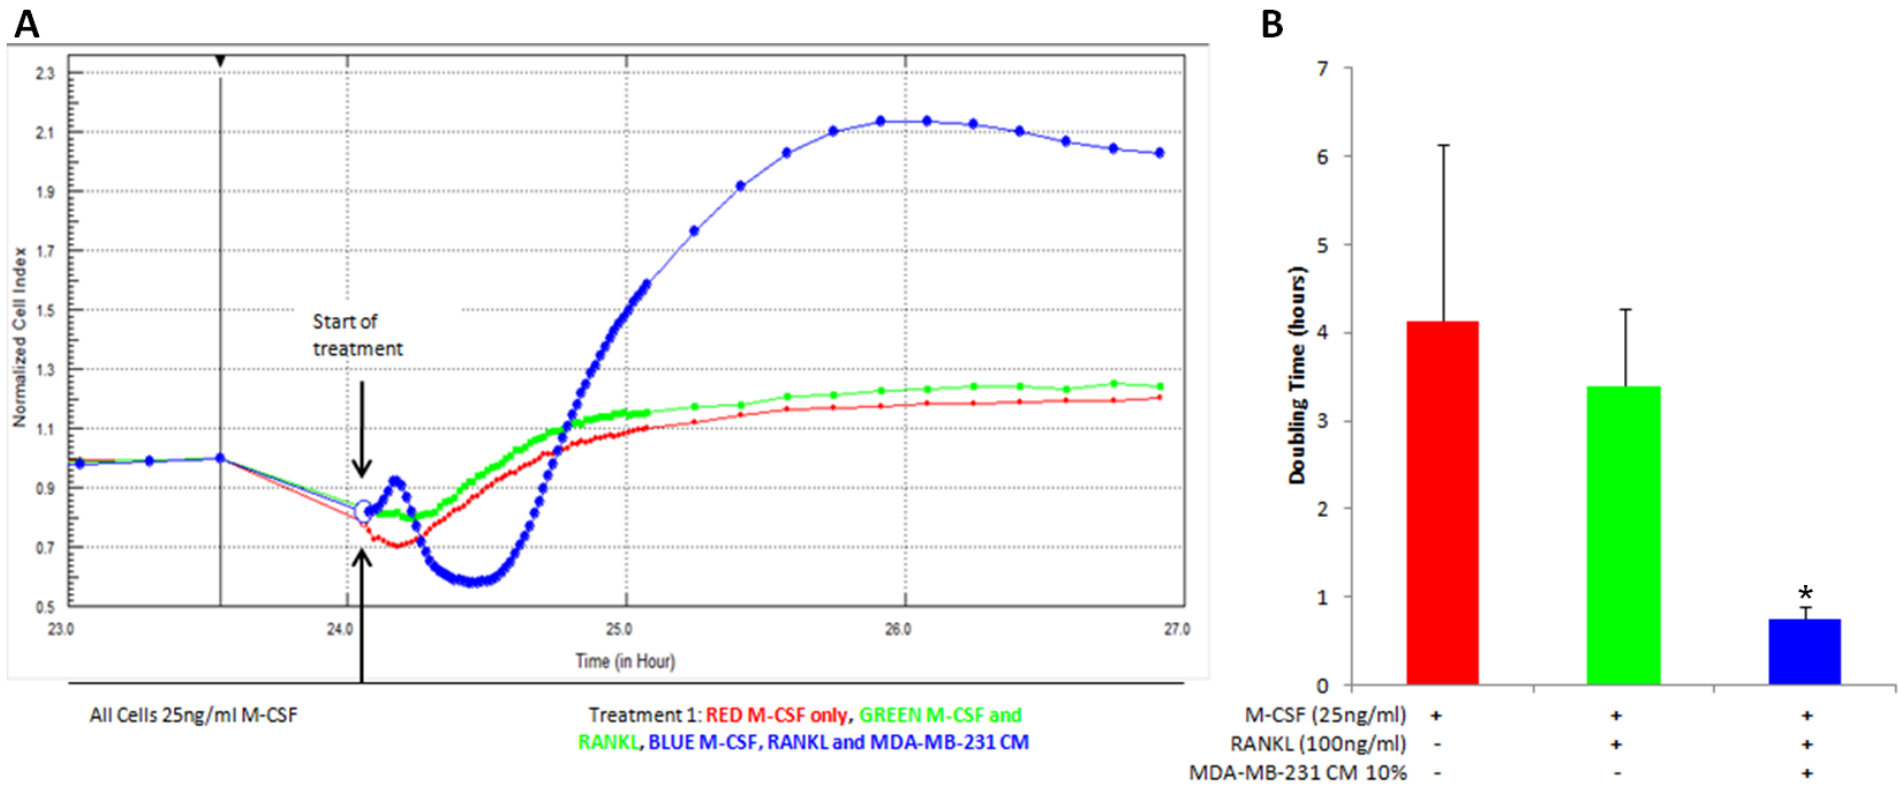 A
2.3
2.1
1.9
1.7
1.5
1.3
1.1
0.9
0.7
0.5
Normalized Cell Index
Start of
treatment
23.0 24.0 25.0 26.0 27.0
Time (in Hour)
All Cells 25ng/ml M-CSF
Treatment 1: RED M-CSF only, GREEN M-CSF and
RANKL, BLUE M-CSF, RANKL and MDA-MB-231 CM
B
7
6
5
4
3
2
1
0
Doubling Time (hours)
*
M-CSF (25ng/ml) + + +
RANKL (100ng/ml) - + +
MDA-MB-231 CM 10% - - +